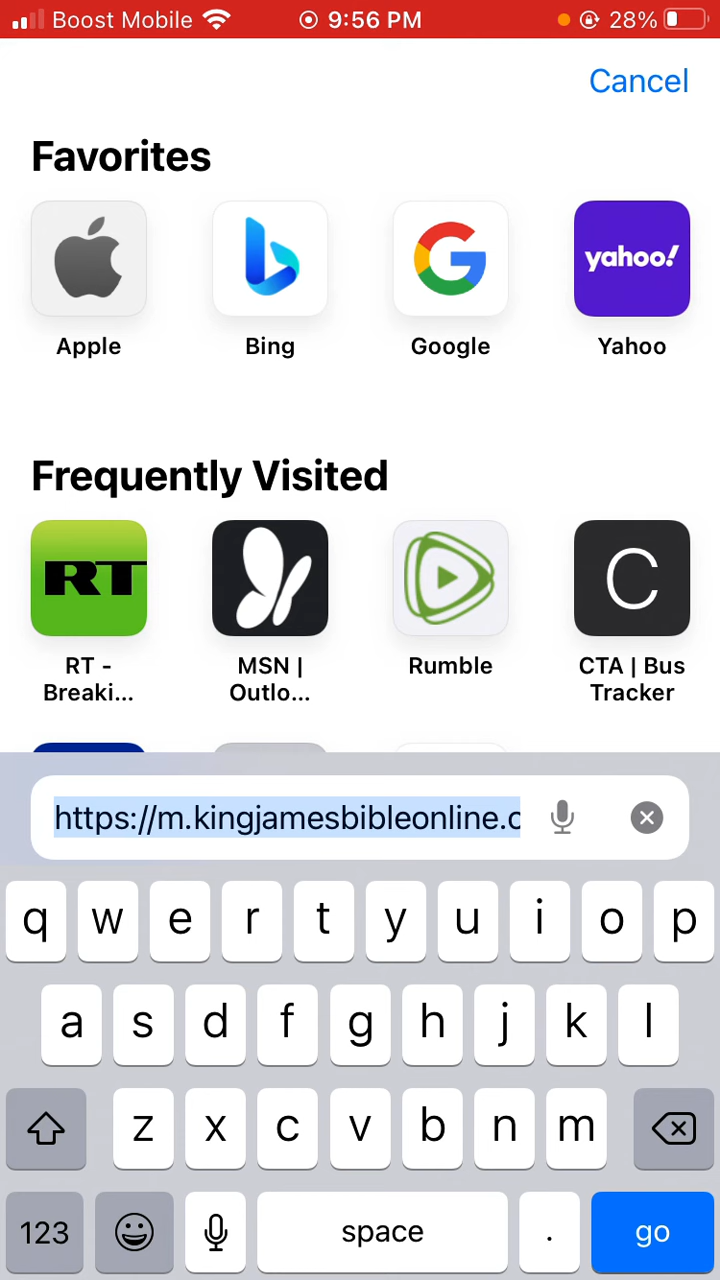 Boost Mobile 9:56 PM 28%
Cancel
Favorites
yahoo!
Apple Bing Google Yahoo
Frequently Visited
RT C
RT - MSN | Rumble CTA | Bus
Breaki... Outlo... Tracker
https://m.kingjamesbibleonline.c
q w e r t y u i o p
a s d f g h j k l
z x c v b n m
123 space . go